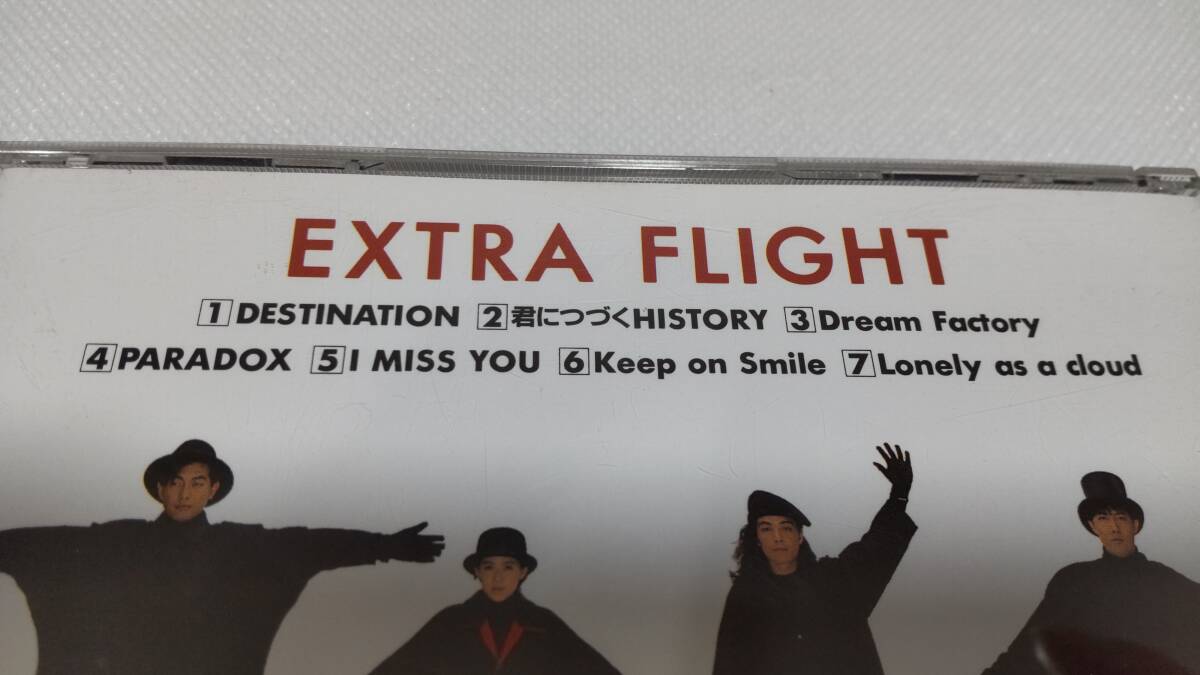 EXTRA FLIGHT
1 DESTINATION 2 君につづくHISTORY 3 Dream Factory
4 PARADOX 5 I MISS YOU 6 Keep on Smile 7 Lonely as a cloud